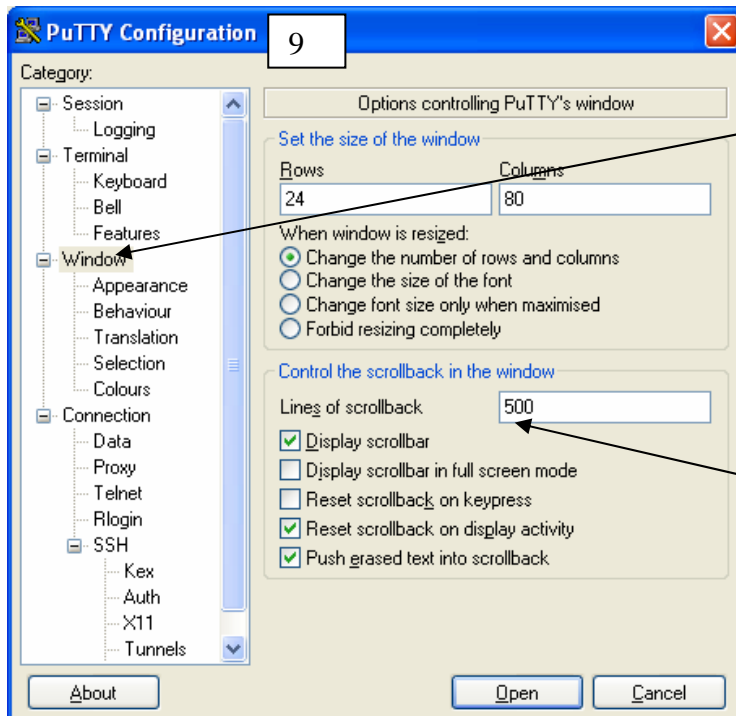 PuTTY Configuration
9
Category:
Session
Logging
Terminal
Keyboard
Bell
Features
Window
Appearance
Behaviour
Translation
Selection
Colours
Connection
Data
Proxy
Telnet
Rlogin
SSH
Kex
Auth
X11
Tunnels
Options controlling PuTTY's window
Set the size of the window
Rows Columns
24 80
When window is resized:
Change the number of rows and columns
Change the size of the font
Change font size only when maximised
Forbid resizing completely
Control the scrollback in the window
Lines of scrollback 500
Display scrollbar
Display scrollbar in full screen mode
Reset scrollback on keypress
Reset scrollback on display activity
Push erased text into scrollback
About Open Cancel